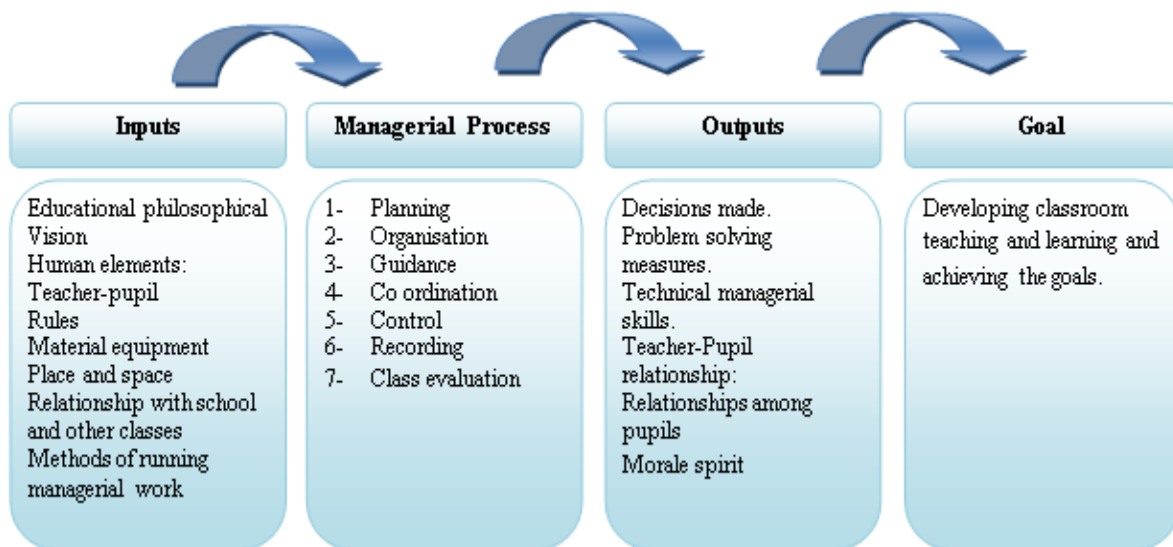 Inputs
Educational philosophical
Vision
Human elements:
Teacher-pupil
Rules
Material equipment
Place and space
Relationship with school
and other classes
Methods of running
managerial work
Managerial Process
1- Planning
2- Organisation
3- Guidance
4- Co ordination
5- Control
6- Recording
7- Class evaluation
Outputs
Decisions made.
Problem solving
measures.
Technical managerial
skills.
Teacher-Pupil
relationship:
Relationships among
pupils
Morale spirit
Goal
Developing classroom
teaching and learning and
achieving the goals.